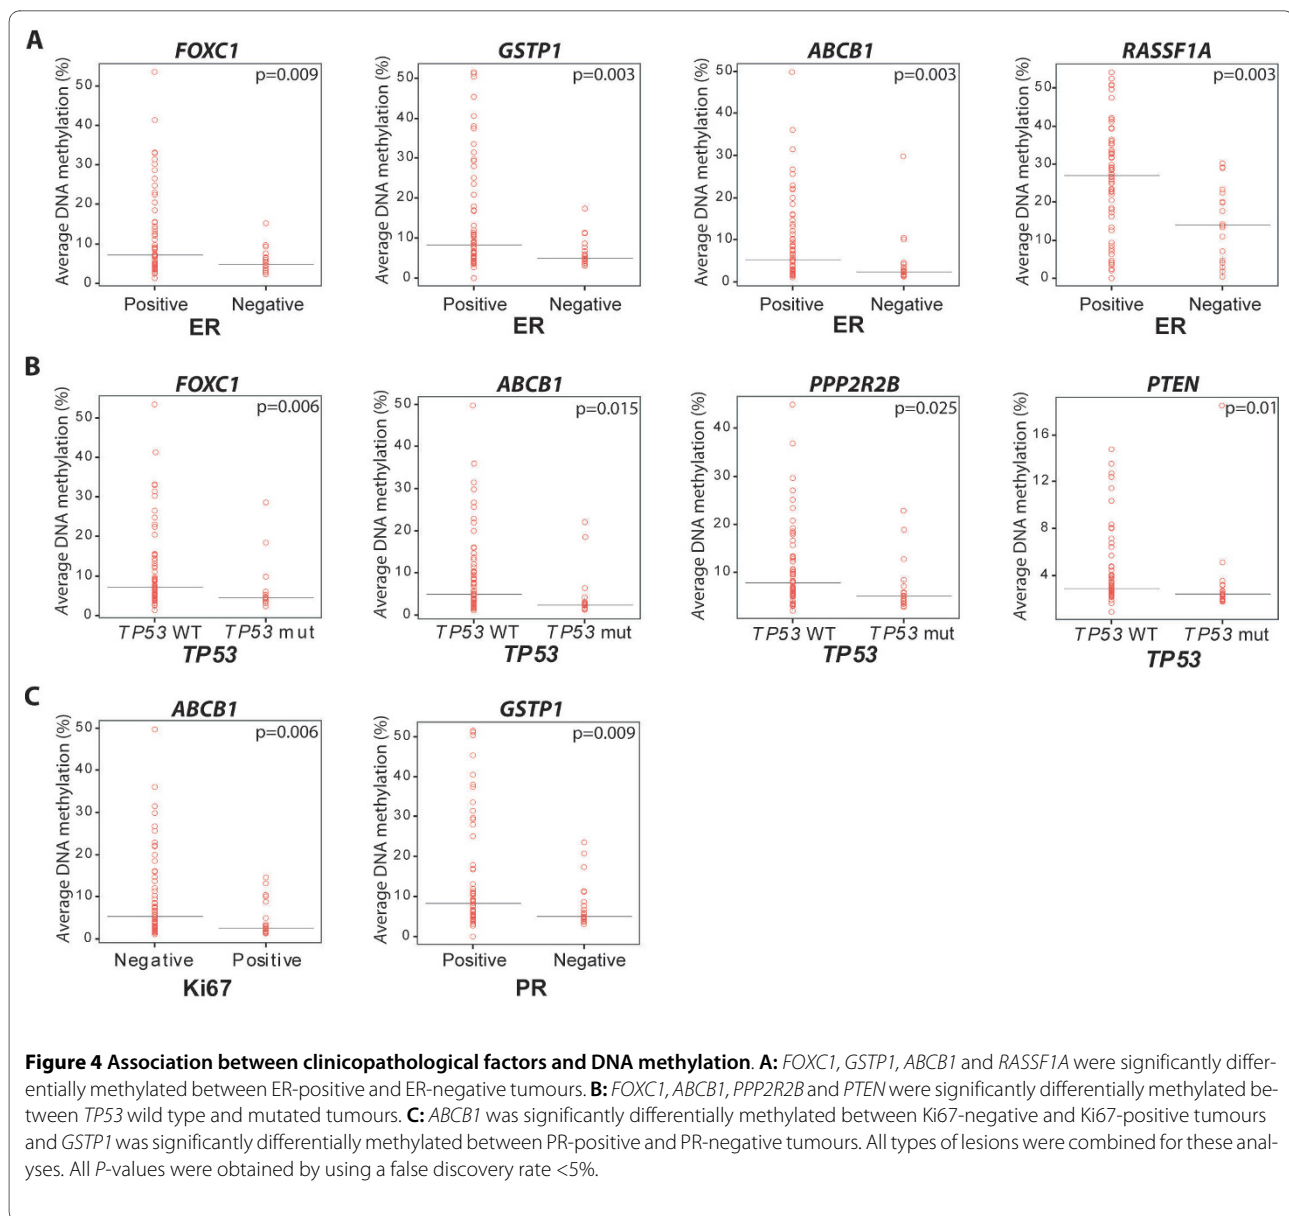 A
FOXC1
GSTP1
ABCB1
RASSF1A
Average DNA methylation (%)
50
40
30
20
10
0
p=0.009
Positive
Negative
ER
Average DNA methylation (%)
50
40
30
20
10
0
p=0.003
Positive
Negative
ER
Average DNA methylation (%)
50
40
30
20
10
0
p=0.003
Positive
Negative
ER
Average DNA methylation (%)
50
40
30
20
10
0
p=0.003
Positive
Negative
ER
B
FOXC1
ABCB1
PPP2R2B
PTEN
Average DNA methylation (%)
50
40
30
20
10
0
p=0.006
TP53 WT
TP53 mut
TP53
Average DNA methylation (%)
50
40
30
20
10
0
p=0.015
TP53 WT
TP53 mut
TP53
Average DNA methylation (%)
40
30
20
10
p=0.025
TP53 WT
TP53 mut
TP53
Average DNA methylation (%)
16
12
8
4
p=0.01
TP53 WT
TP53 mut
TP53
C
ABCB1
GSTP1
Average DNA methylation (%)
50
40
30
20
10
0
p=0.006
Negative
Positive
Ki67
Average DNA methylation (%)
50
40
30
20
10
0
p=0.009
Positive
Negative
PR
Figure 4 Association between clinicopathological factors and DNA methylation. A: FOXC1, GSTP1, ABCB1 and RASSF1A were significantly differ-
entially methylated between ER-positive and ER-negative tumours. B: FOXC1, ABCB1, PPP2R2B and PTEN were significantly differentially methylated be-
tween TP53 wild type and mutated tumours. C: ABCB1 was significantly differentially methylated between Ki67-negative and Ki67-positive tumours
and GSTP1 was significantly differentially methylated between PR-positive and PR-negative tumours. All types of lesions were combined for these anal-
yses. All P-values were obtained by using a false discovery rate <5%.